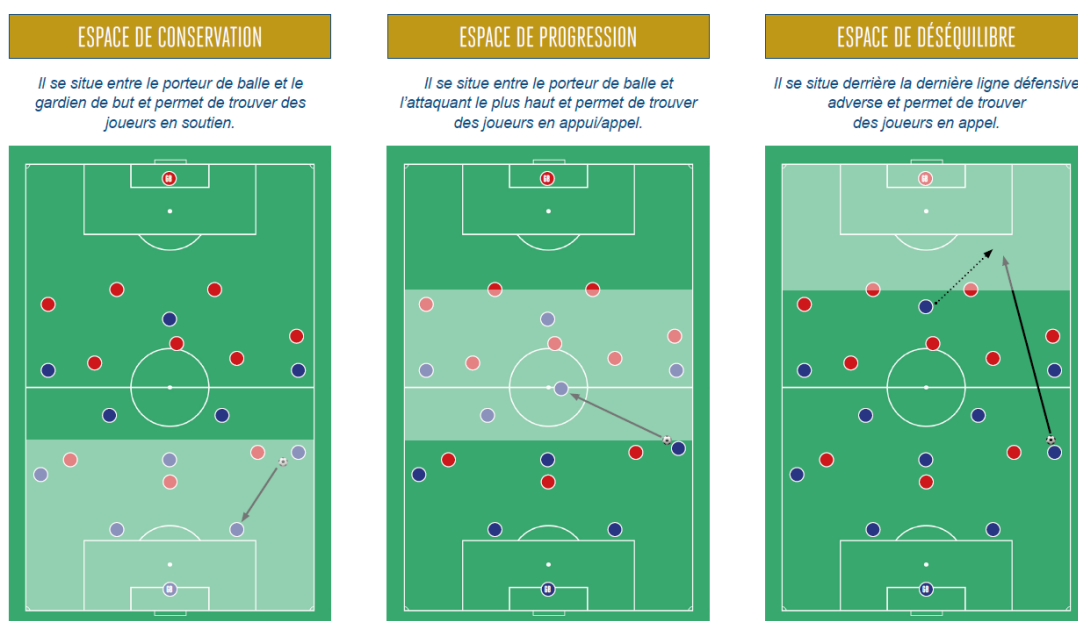 ESPACE DE CONSERVATION
Il se situe entre le porteur de balle et le
gardien de but et permet de trouver des
joueurs en soutien.
ESPACE DE PROGRESSION
Il se situe entre le porteur de balle et
l'attaquant le plus haut et permet de trouver
des joueurs en appui/appel.
ESPACE DE DÉSÉQUILIBRE
Il se situe derrière la dernière ligne défensive
adverse et permet de trouver
des joueurs en appel.